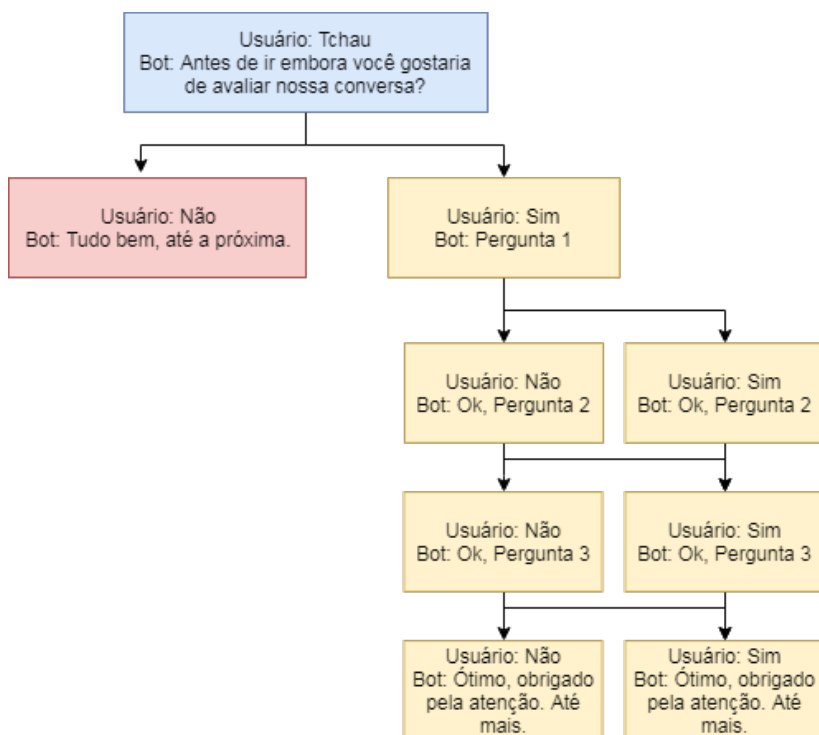 Usuário: Tchau
Bot: Antes de ir embora você gostaria
de avaliar nossa conversa?
Usuário: Não
Bot: Tudo bem, até a próxima.
Usuário: Sim
Bot: Pergunta 1
Usuário: Não
Bot: Ok, Pergunta 2
Usuário: Sim
Bot: Ok, Pergunta 2
Usuário: Não
Bot: Ok, Pergunta 3
Usuário: Sim
Bot: Ok, Pergunta 3
Usuário: Não
Bot: Ótimo, obrigado
pela atenção. Até
mais.
Usuário: Sim
Bot: Ótimo, obrigado
pela atenção. Até
mais.